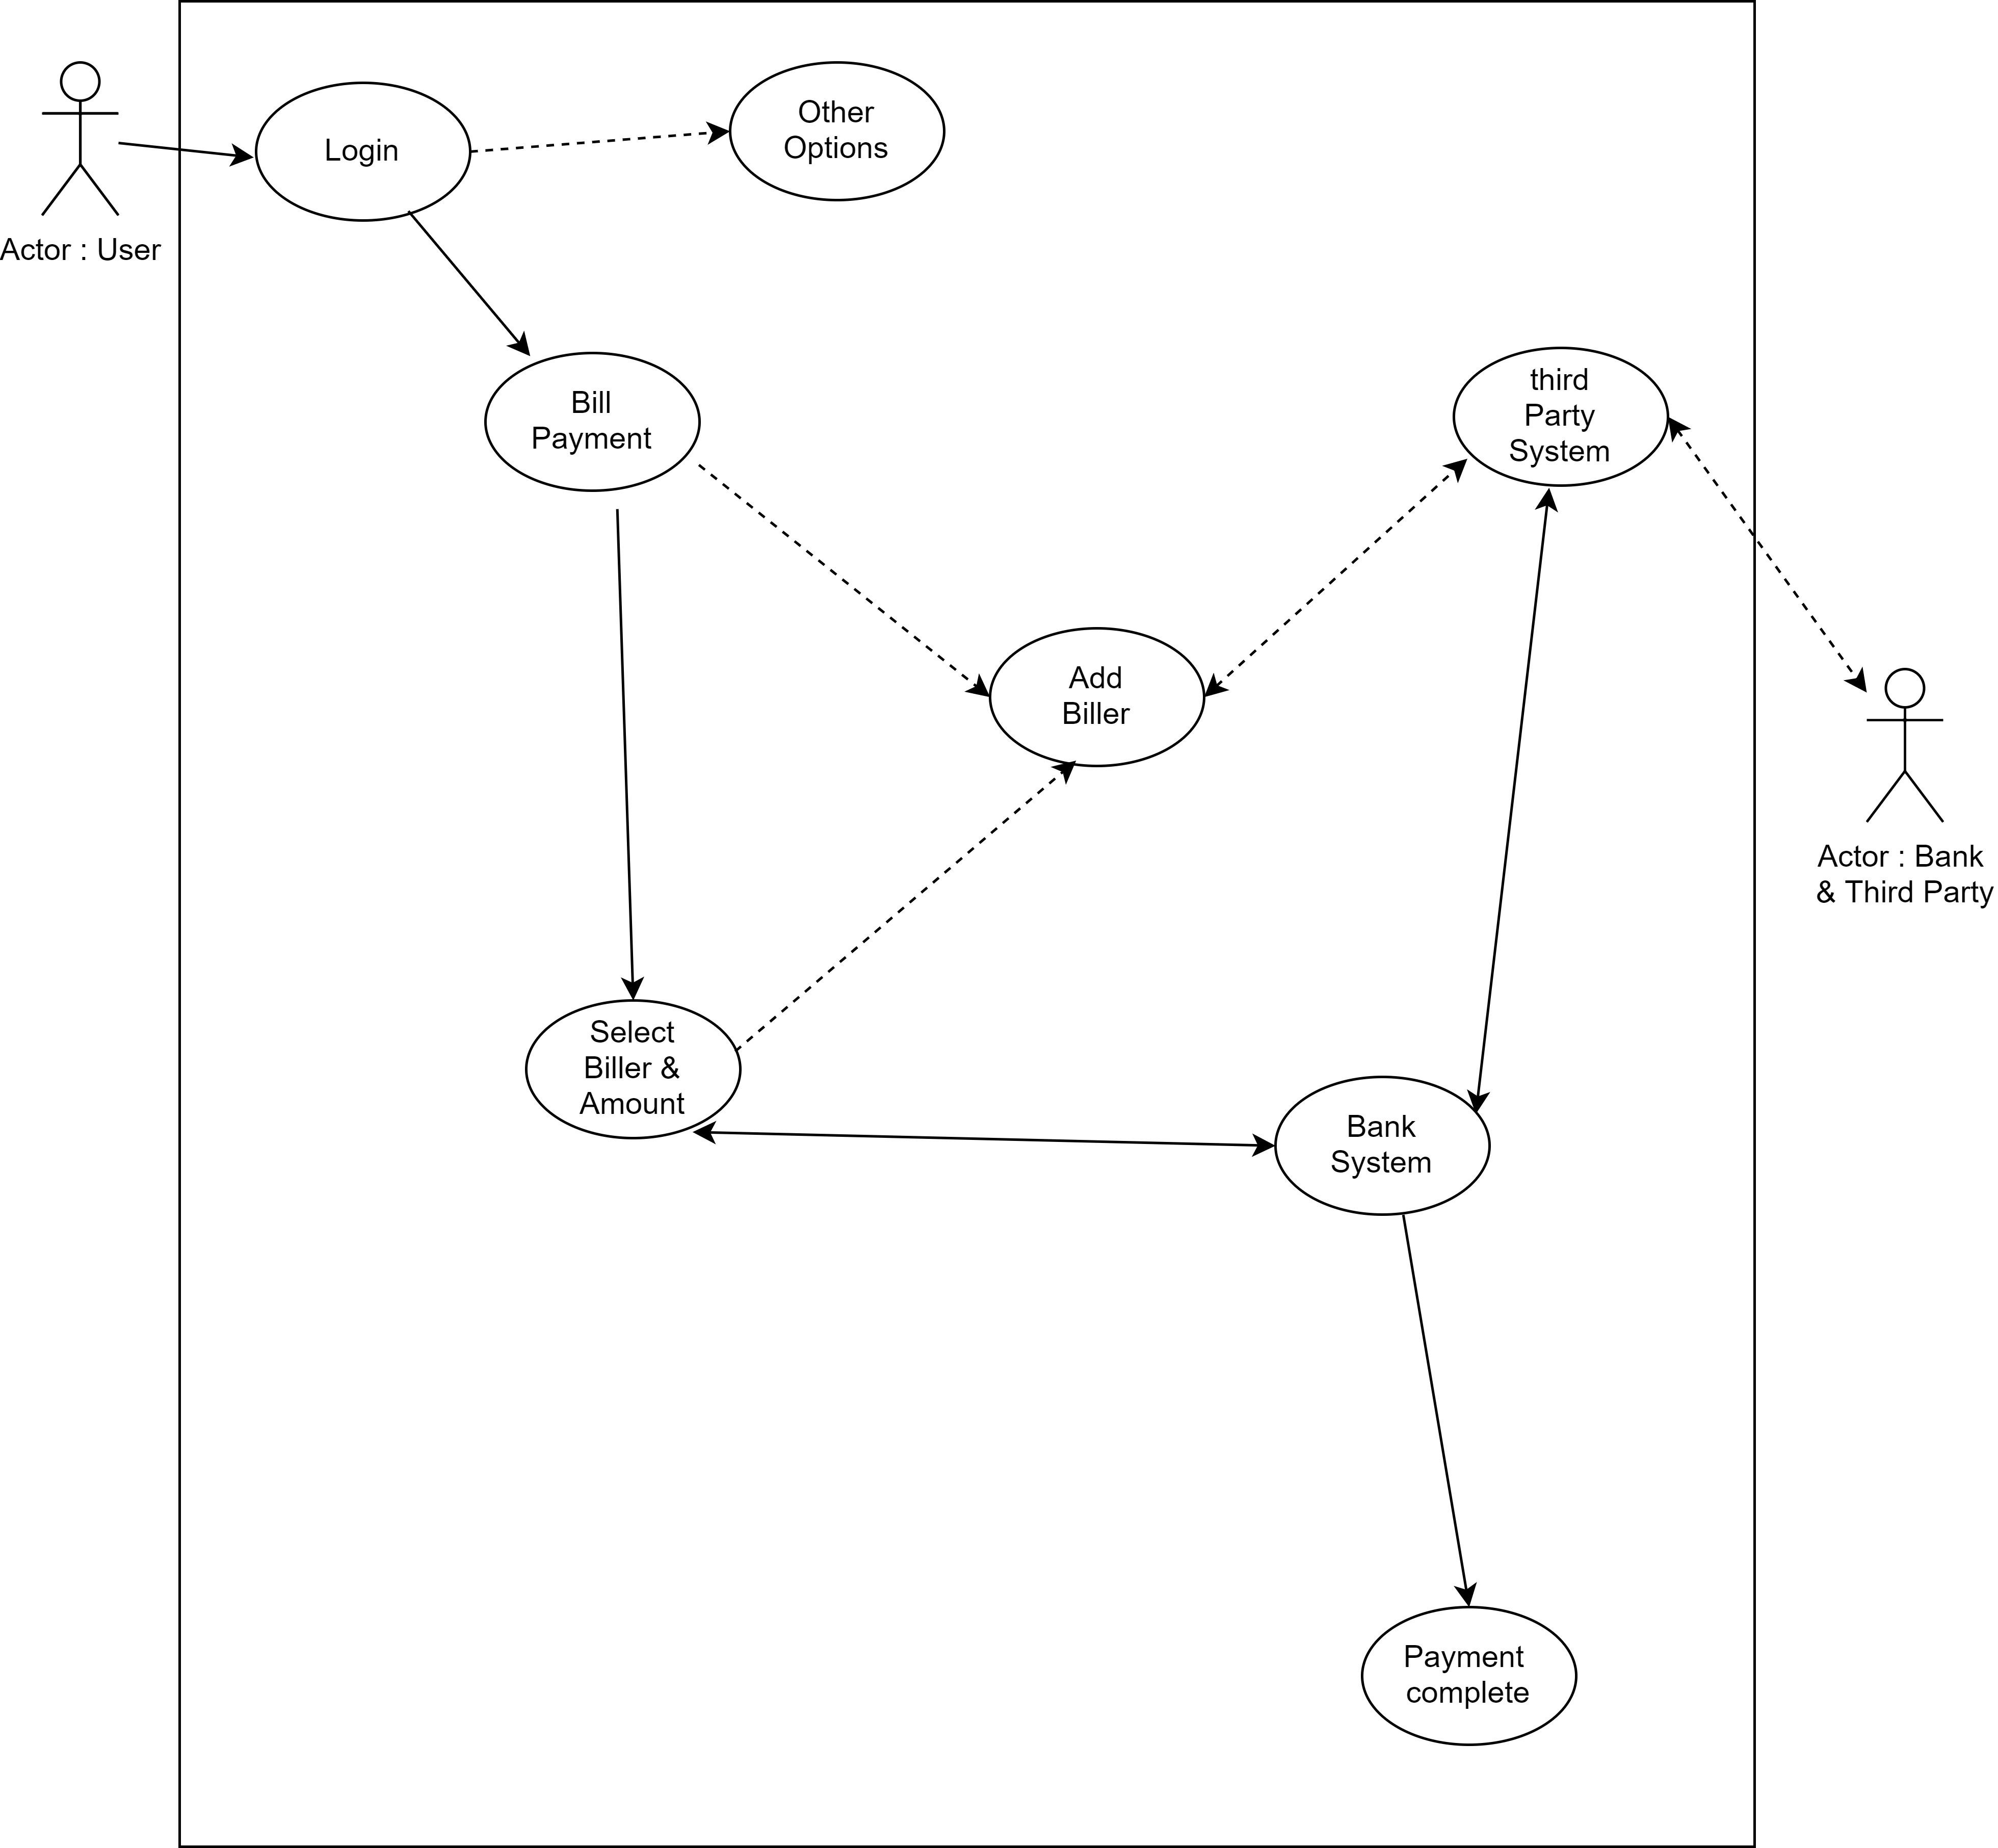 Login
Other
Options
Actor : User
Bill
Payment
third
Party
System
Add
Biller
Actor : Bank
& Third Party
Select
Biller &
Amount
Bank
System
Payment
complete